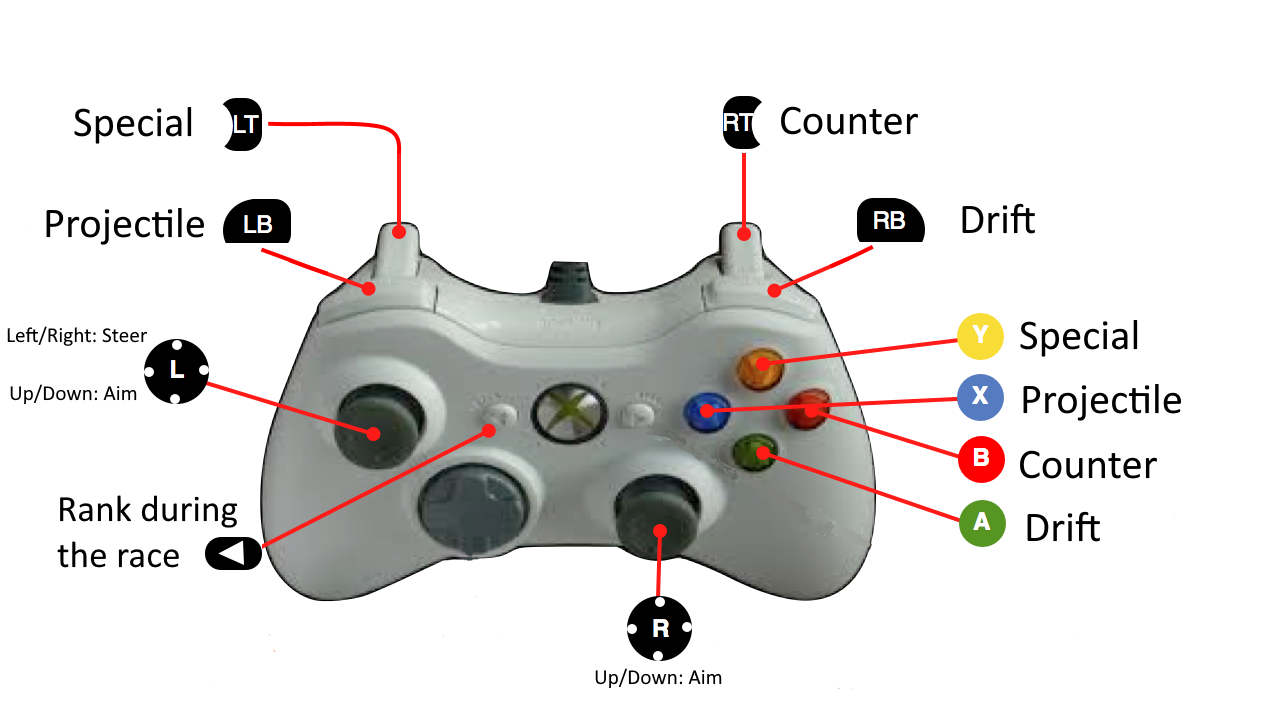 Special LT
RT Counter
Projectile LB
RB Drift
Left/Right: Steer
L
Up/Down: Aim
Y Special
X Projectile
B Counter
A Drift
Rank during
the race
R
Up/Down: Aim